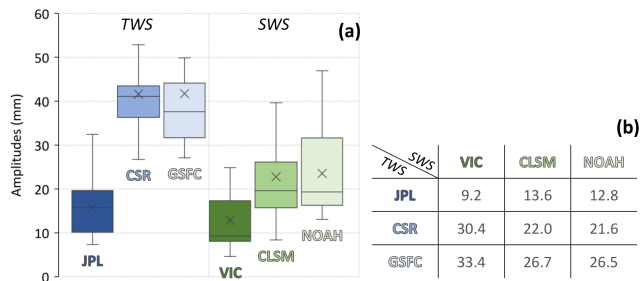 TWS SWS (a)
60
50
40
30
20
10
0
Amplitudes (mm)
JPL
CSR
GSFC
VIC
CLSM
NOAH
(b)
SWS
TWS
VIC CLSM NOAH
JPL 9.2 13.6 12.8
CSR 30.4 22.0 21.6
GSFC 33.4 26.7 26.5